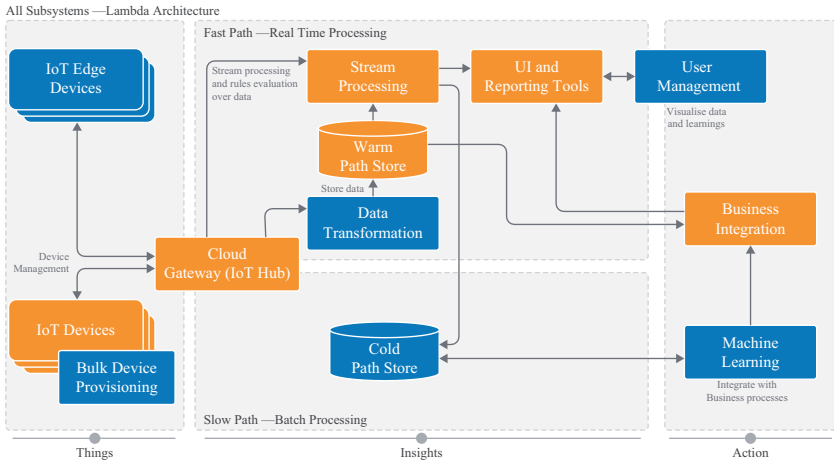 All Subsystems —Lambda Architecture
Fast Path —Real Time Processing
IoT Edge
Devices
Stream processing
and rules evaluation
over data
Stream
Processing
UI and
Reporting Tools
User
Management
Visualise data
and learnings
Warm
Path Store
Store data
Data
Transformation
Business
Integration
Device
Management
Cloud
Gateway (IoT Hub)
IoT Devices
Bulk Device
Provisioning
Cold
Path Store
Machine
Learning
Integrate with
Business processes
Slow Path —Batch Processing
Things
Insights
Action